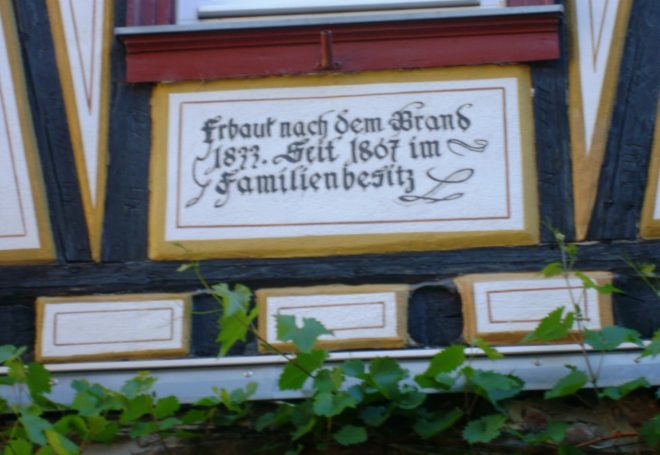 Erbaut nach dem Brand
1833. Seit 1867 im
Familienbesitz